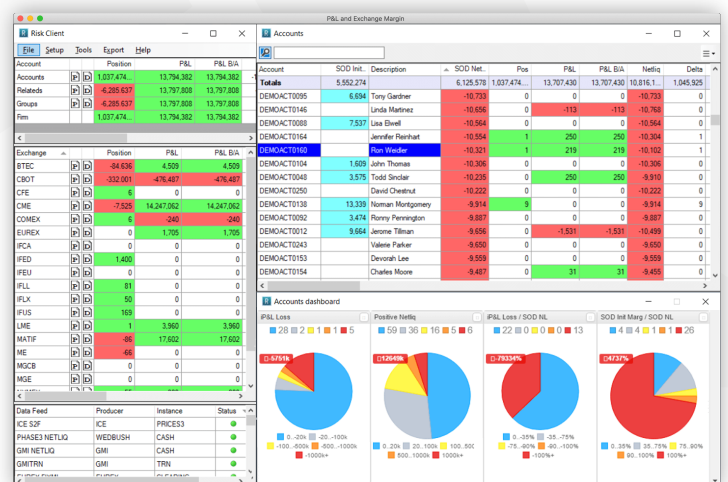 P&L and Exchange Margin
Risk Client
File Setup Tools Export Help
Account Position P&L P&L B/A
Accounts P D 1,037,474... 13,794,382 13,794,382
Relateds P D -6,285.637 13,797,808 13,797,808
Groups P D -6,285.637 13,797,808 13,797,808
Firm 1,037,474... 13,794,382 13,794,382
Exchange Position P&L P&L B/A
BTEC P D -84.636 4,509 4,509
CBOT P D -332.001 -476,487 -476,487
CFE P D 6 0 0
CME P D -7,525 14,247,062 14,247,062
COMEX P D 6 -240 -240
EUREX P D 0 1,705 1,705
IFCA P D 0 0 0
IFED P D 1,400 0 0
IFEU P D 0 0 0
IFLL P D 81 0 0
IFLX P D 50 0 0
IFUS P D 169 0 0
LME P D 1 3,960 3,960
MATIF P D -86 17,602 17,602
ME P D -66 0 0
MGCB P D 0 0 0
MGE P D 0 0 0
Data Feed Producer Instance Status
ICE S2F ICE PRICES3
PHASE3 NETLIQ WEDBUSH CASH
GMI NETLIQ GMI CASH
GMITRN GMI TRN
Accounts
Account SOD Init.. Description SOD Net.. Pos P&L P&L B/A Netliq Delta
Totals 5,552,274 6,125,578 1,037,474... 13,707,430 13,707,430 10,816,1... 1,045,925
DEMOACT0095 6,694 Tony Gardner -10,733 0 0 0 -10,733 0
DEMOACT0146 Linda Martinez -10,656 0 -113 -113 -10,768 0
DEMOACT0088 7,537 Lisa Elwell -10,564 0 0 0 -10,564 0
DEMOACT0164 Jennifer Reinhart -10,554 1 250 250 -10,304 1
DEMOACT0160 Ron Weidler -10,321 1 219 219 -10,102 1
DEMOACT0104 1,609 John Thomas -10,306 0 0 0 -10,306 0
DEMOACT0048 3,575 Todd Sinclair -10,235 0 250 250 -9,910 0
DEMOACT0250 David Chestnut -10,222 0 0 0 -10,222 0
DEMOACT0138 13,339 Norman Montgomery -9,914 9 0 0 -9,914 9
DEMOACT0092 3,474 Ronny Pennington -9,887 0 0 0 -9,887 0
DEMOACT0012 9,664 Jerome Tillman -9,656 0 -1,531 -1,531 -10,499 0
DEMOACT0243 Valerie Parker -9,650 0 0 0 -9,650 0
DEMOACT0153 Devorah Lee -9,559 0 0 0 -9,559 0
DEMOACT0154 Charles Moore -9,487 0 31 31 -9,455 0
Accounts dashboard
iP&L Loss
28 2 1 1 5
-5751k
0..-20k -20..-100k
-100..-500k -500..-1000k
-1000k+
Positive Netliq
59 36 16 5 6
12649k
0..20k 20..100k 100..500
500..1000k 1000k+
iP&L Loss / SOD NL
22 0 0 0 13
-79334%
0..-35% -35..-75%
-75..-90% -90..-100%
-100%+
SOD Init Marg / SOD NL
4 4 1 1 26
4737%
0..35% 35..75% 75..90%
90..100% 100%+